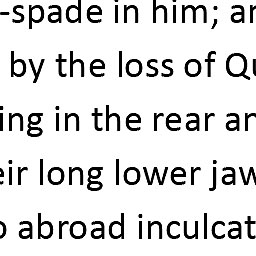 -spade in him; ar
by the loss of Qu
ing in the rear an
eir long lower jaw
o abroad inculcat